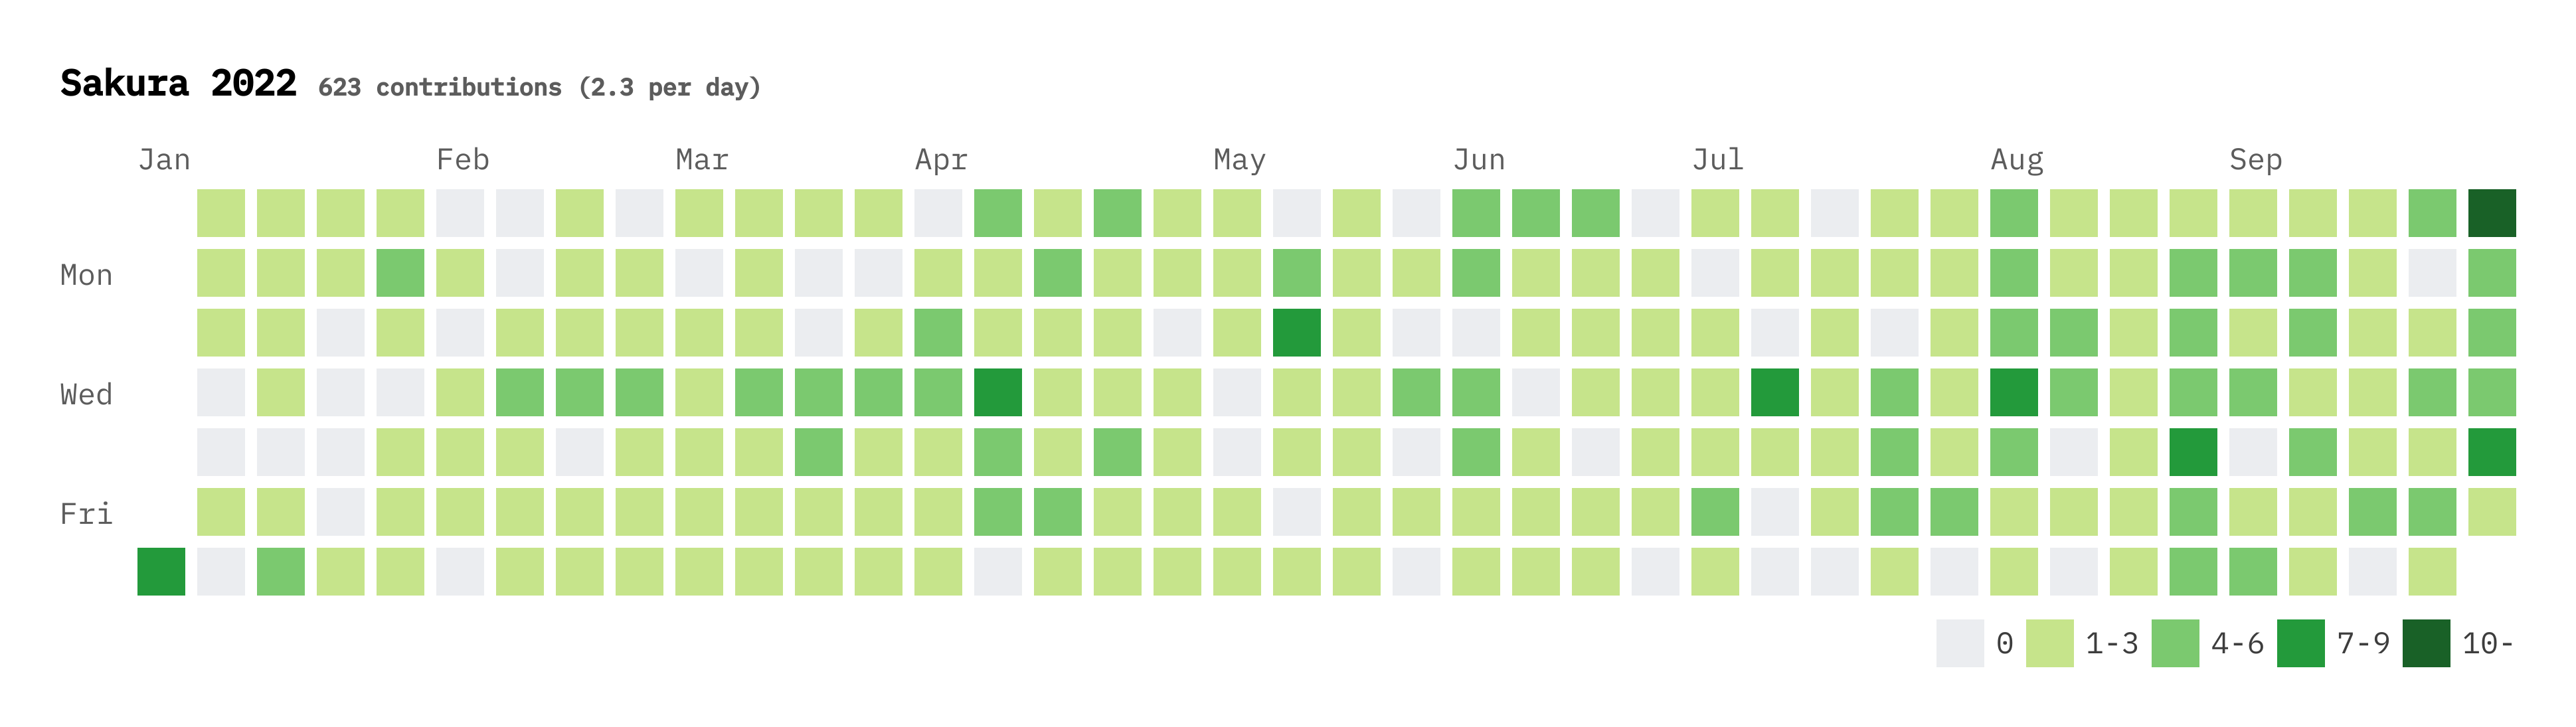 Sakura 2022 623 contributions (2.3 per day)
Jan Feb Mar Apr May Jun Jul Aug Sep
Mon
Wed
Fri
0 1-3 4-6 7-9 10-